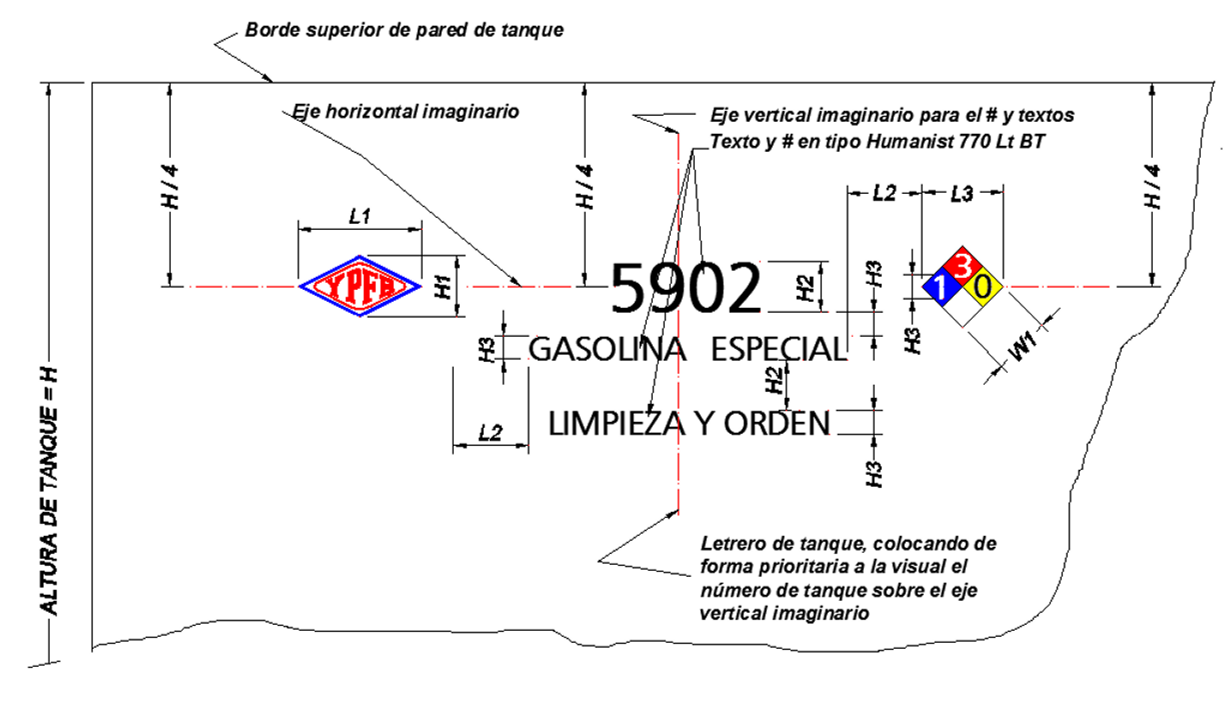 Borde superior de pared de tanque
Eje horizontal imaginario
Eje vertical imaginario para el # y textos
Texto y # en tipo Humanist 770 Lt BT
H / 4
H / 4
H / 4
L1
L2
L3
YPFB
H1
5902
H2
H3
3
1
0
H3
W1
H3
GASOLINA ESPECIAL
H2
L2
LIMPIEZA Y ORDEN
H3
ALTURA DE TANQUE = H
Letrero de tanque, colocando de
forma prioritaria a la visual el
número de tanque sobre el eje
vertical imaginario